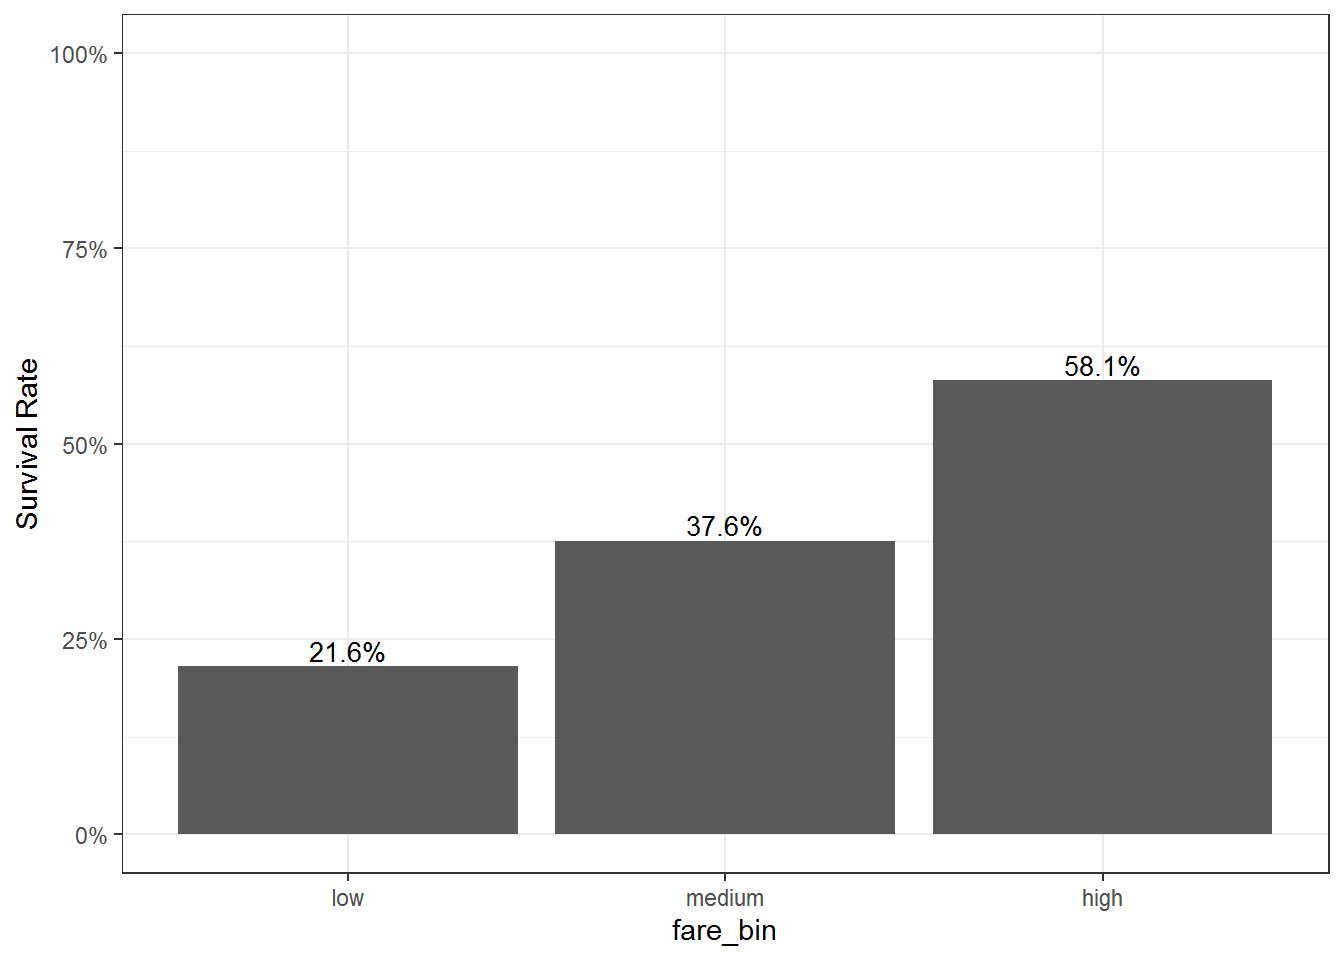 100%
75%
50%
25%
0%
Survival Rate
21.6%
37.6%
58.1%
low
medium
high
fare_bin